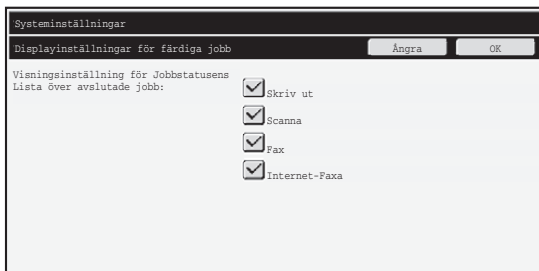 Systeminställningar
Displayinställningar för färdiga jobb
Ångra
OK
Visningsinställning för Jobbstatusens
Lista över avslutade jobb:
Skriv ut
Scanna
Fax
Internet-Faxa